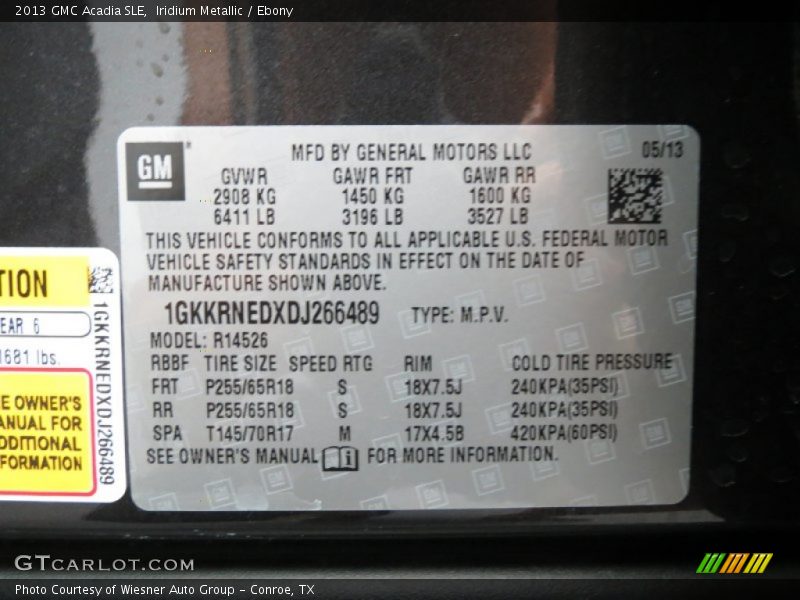 2013 GMC Acadia SLE, Iridium Metallic / Ebony
GM
MFD BY GENERAL MOTORS LLC 05/13
GVWR GAWR FRT GAWR RR
2908 KG 1450 KG 1600 KG
6411 LB 3196 LB 3527 LB
THIS VEHICLE CONFORMS TO ALL APPLICABLE U.S. FEDERAL MOTOR
VEHICLE SAFETY STANDARDS IN EFFECT ON THE DATE OF
MANUFACTURE SHOWN ABOVE.
1GKKRNEDXDJ266489 TYPE: M.P.V.
MODEL: R14526
RBBF TIRE SIZE SPEED RTG RIM COLD TIRE PRESSURE
FRT P255/65R18 S 18X7.5J 240KPA(35PSI)
RR P255/65R18 S 18X7.5J 240KPA(35PSI)
SPA T145/70R17 M 17X4.5B 420KPA(60PSI)
SEE OWNER'S MANUAL FOR MORE INFORMATION.
TION
EAR 6
1681 lbs.
E OWNER'S
ANUAL FOR
DDITIONAL
FORMATION
1GKKRNEDXDJ266489
GTCARLOT.COM
Photo Courtesy of Wiesner Auto Group - Conroe, TX